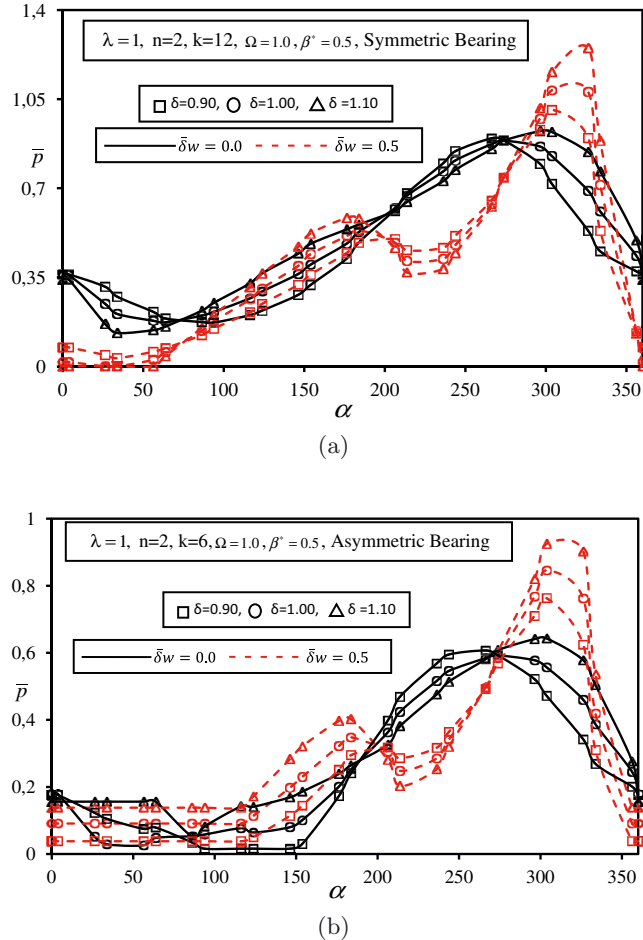 1,4
1,05
0,7
0,35
0
p̅
λ=1, n=2, k=12, Ω=1.0, β* =0.5, Symmetric Bearing
δ=0.90, δ=1.00, δ =1.10
δ̅w = 0.0 δ̅w = 0.5
0 50 100 150 200 250 300 350
α
(a)
1
0,8
0,6
0,4
0,2
0
p̅
λ=1, n=2, k=6, Ω=1.0, β* =0.5, Asymmetric Bearing
δ=0.90, δ=1.00, δ =1.10
δ̅w = 0.0 δ̅w = 0.5
0 50 100 150 200 250 300 350
α
(b)